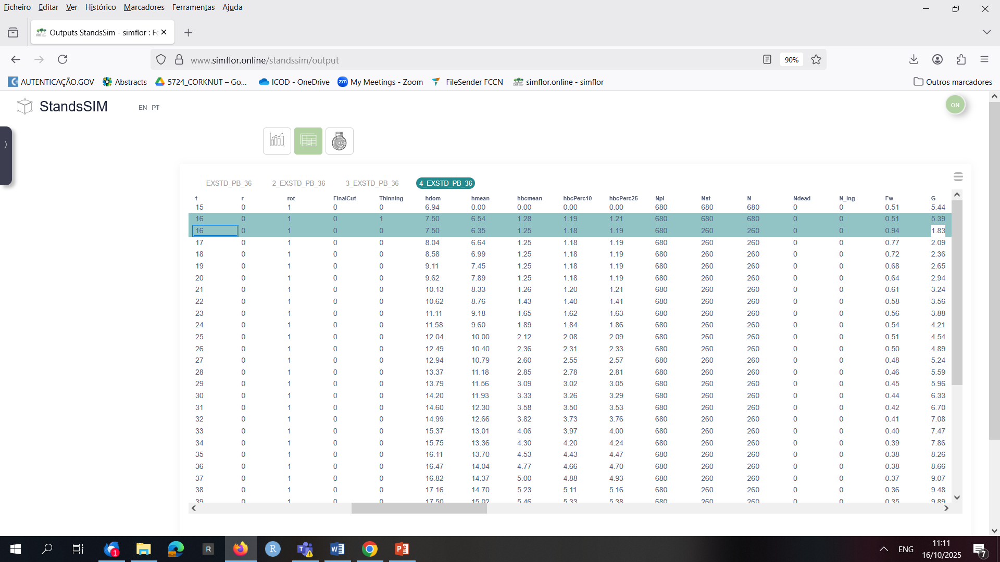 Ficheiro Editar Ver Histórico Marcadores Ferramentas Ajuda
Outputs StandsSim - simflor : Fo
www.simflor.online/standssim/output 90%
AUTENTICAÇÃO.GOV Abstracts 5724_CORKNUT – Go... ICOD - OneDrive zm My Meetings - Zoom FileSender FCCN simflor.online - simflor Outros marcadores
StandsSIM EN PT ON
EXSTD_PB_36 2_EXSTD_PB_36 3_EXSTD_PB_36 4_EXSTD_PB_36
t r rot FinalCut Thinning hdom hmean hbcmean hbcPerc10 hbcPerc25 Npl Nst N Ndead N_ing Fw G
15 0 1 0 0 6.94 0.00 0.00 0.00 0.00 680 680 680 0 0 0.51 5.44
16 0 1 0 1 7.50 6.54 1.28 1.19 1.21 680 680 680 0 0 0.51 5.39
16 0 1 0 0 7.50 6.35 1.25 1.18 1.19 680 260 260 0 0 0.94 1.83
17 0 1 0 0 8.04 6.64 1.25 1.18 1.19 680 260 260 0 0 0.77 2.09
18 0 1 0 0 8.58 6.99 1.25 1.18 1.19 680 260 260 0 0 0.72 2.36
19 0 1 0 0 9.11 7.45 1.25 1.18 1.19 680 260 260 0 0 0.68 2.65
20 0 1 0 0 9.62 7.89 1.25 1.18 1.19 680 260 260 0 0 0.64 2.94
21 0 1 0 0 10.13 8.33 1.26 1.20 1.21 680 260 260 0 0 0.61 3.24
22 0 1 0 0 10.62 8.76 1.43 1.40 1.41 680 260 260 0 0 0.58 3.56
23 0 1 0 0 11.11 9.18 1.65 1.62 1.63 680 260 260 0 0 0.56 3.88
24 0 1 0 0 11.58 9.60 1.89 1.84 1.86 680 260 260 0 0 0.54 4.21
25 0 1 0 0 12.04 10.00 2.12 2.08 2.09 680 260 260 0 0 0.51 4.54
26 0 1 0 0 12.49 10.40 2.36 2.31 2.33 680 260 260 0 0 0.50 4.89
27 0 1 0 0 12.94 10.79 2.60 2.55 2.57 680 260 260 0 0 0.48 5.24
28 0 1 0 0 13.37 11.18 2.85 2.78 2.81 680 260 260 0 0 0.46 5.59
29 0 1 0 0 13.79 11.56 3.09 3.02 3.05 680 260 260 0 0 0.45 5.96
30 0 1 0 0 14.20 11.93 3.33 3.26 3.29 680 260 260 0 0 0.44 6.33
31 0 1 0 0 14.60 12.30 3.58 3.50 3.53 680 260 260 0 0 0.42 6.70
32 0 1 0 0 14.99 12.66 3.82 3.73 3.76 680 260 260 0 0 0.41 7.08
33 0 1 0 0 15.37 13.01 4.06 3.97 4.00 680 260 260 0 0 0.40 7.47
34 0 1 0 0 15.75 13.36 4.30 4.20 4.24 680 260 260 0 0 0.39 7.86
35 0 1 0 0 16.11 13.70 4.53 4.43 4.47 680 260 260 0 0 0.38 8.26
36 0 1 0 0 16.47 14.04 4.77 4.66 4.70 680 260 260 0 0 0.38 8.66
37 0 1 0 0 16.82 14.37 5.00 4.88 4.93 680 260 260 0 0 0.37 9.07
38 0 1 0 0 17.16 14.70 5.23 5.11 5.16 680 260 260 0 0 0.36 9.48
39 0 1 0 0 17.50 15.02 5.46 5.33 5.38 680 260 260 0 0 0.35 9.89
1 R R T W P ENG 11:11
16/10/2025 7